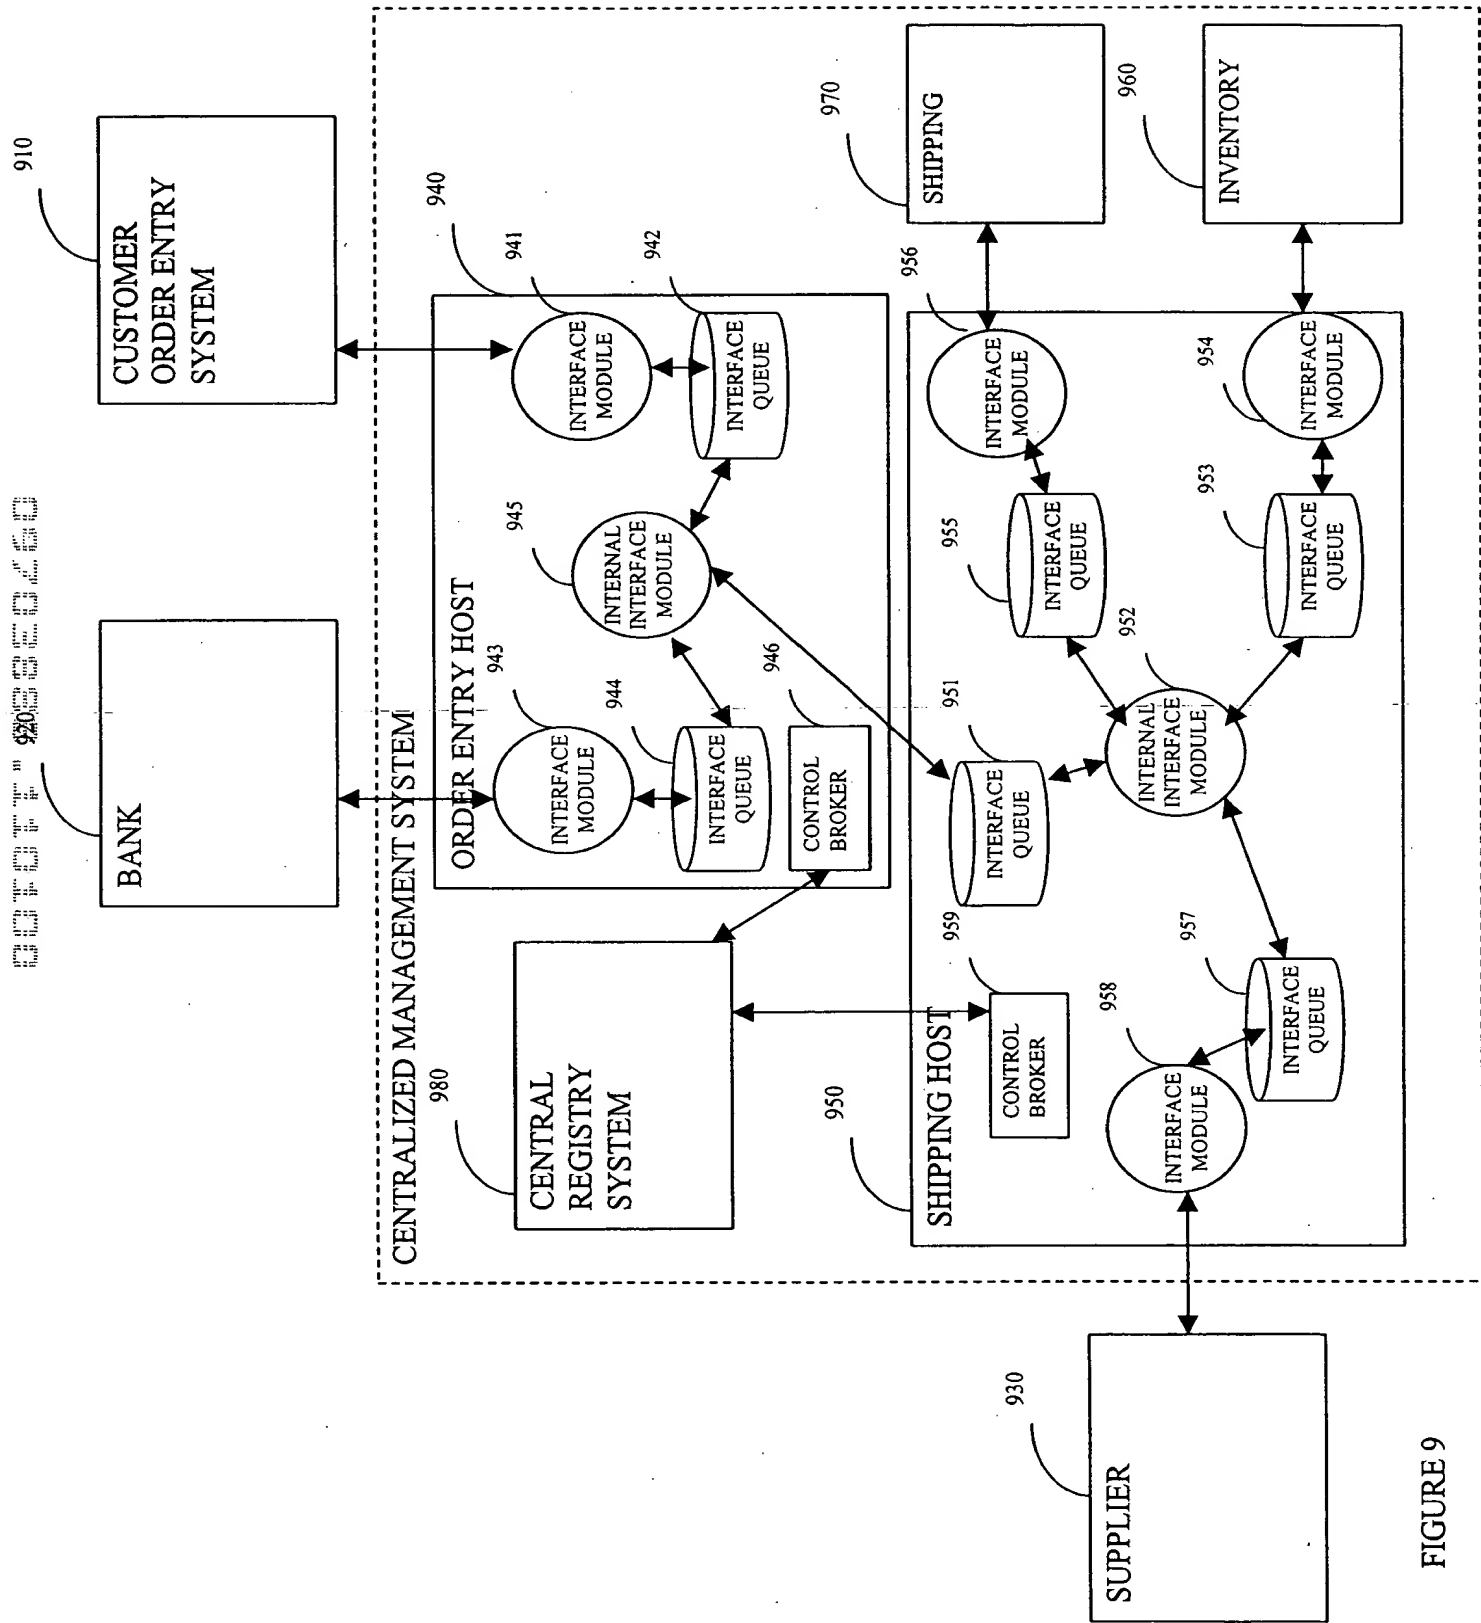 910
CUSTOMER
ORDER ENTRY
SYSTEM
920
BANK
CENTRALIZED MANAGEMENT SYSTEM
940
ORDER ENTRY HOST
941
INTERFACE
MODULE
942
INTERFACE
QUEUE
943
INTERFACE
MODULE
944
INTERFACE
QUEUE
945
INTERNAL
INTERFACE
MODULE
946
CONTROL
BROKER
980
CENTRAL
REGISTRY
SYSTEM
950
SHIPPING HOST
959
CONTROL
BROKER
951
INTERFACE
QUEUE
952
INTERNAL
INTERFACE
MODULE
955
INTERFACE
QUEUE
956
INTERFACE
MODULE
953
INTERFACE
QUEUE
954
INTERFACE
MODULE
957
INTERFACE
QUEUE
958
INTERFACE
MODULE
970
SHIPPING
960
INVENTORY
930
SUPPLIER
FIGURE 9